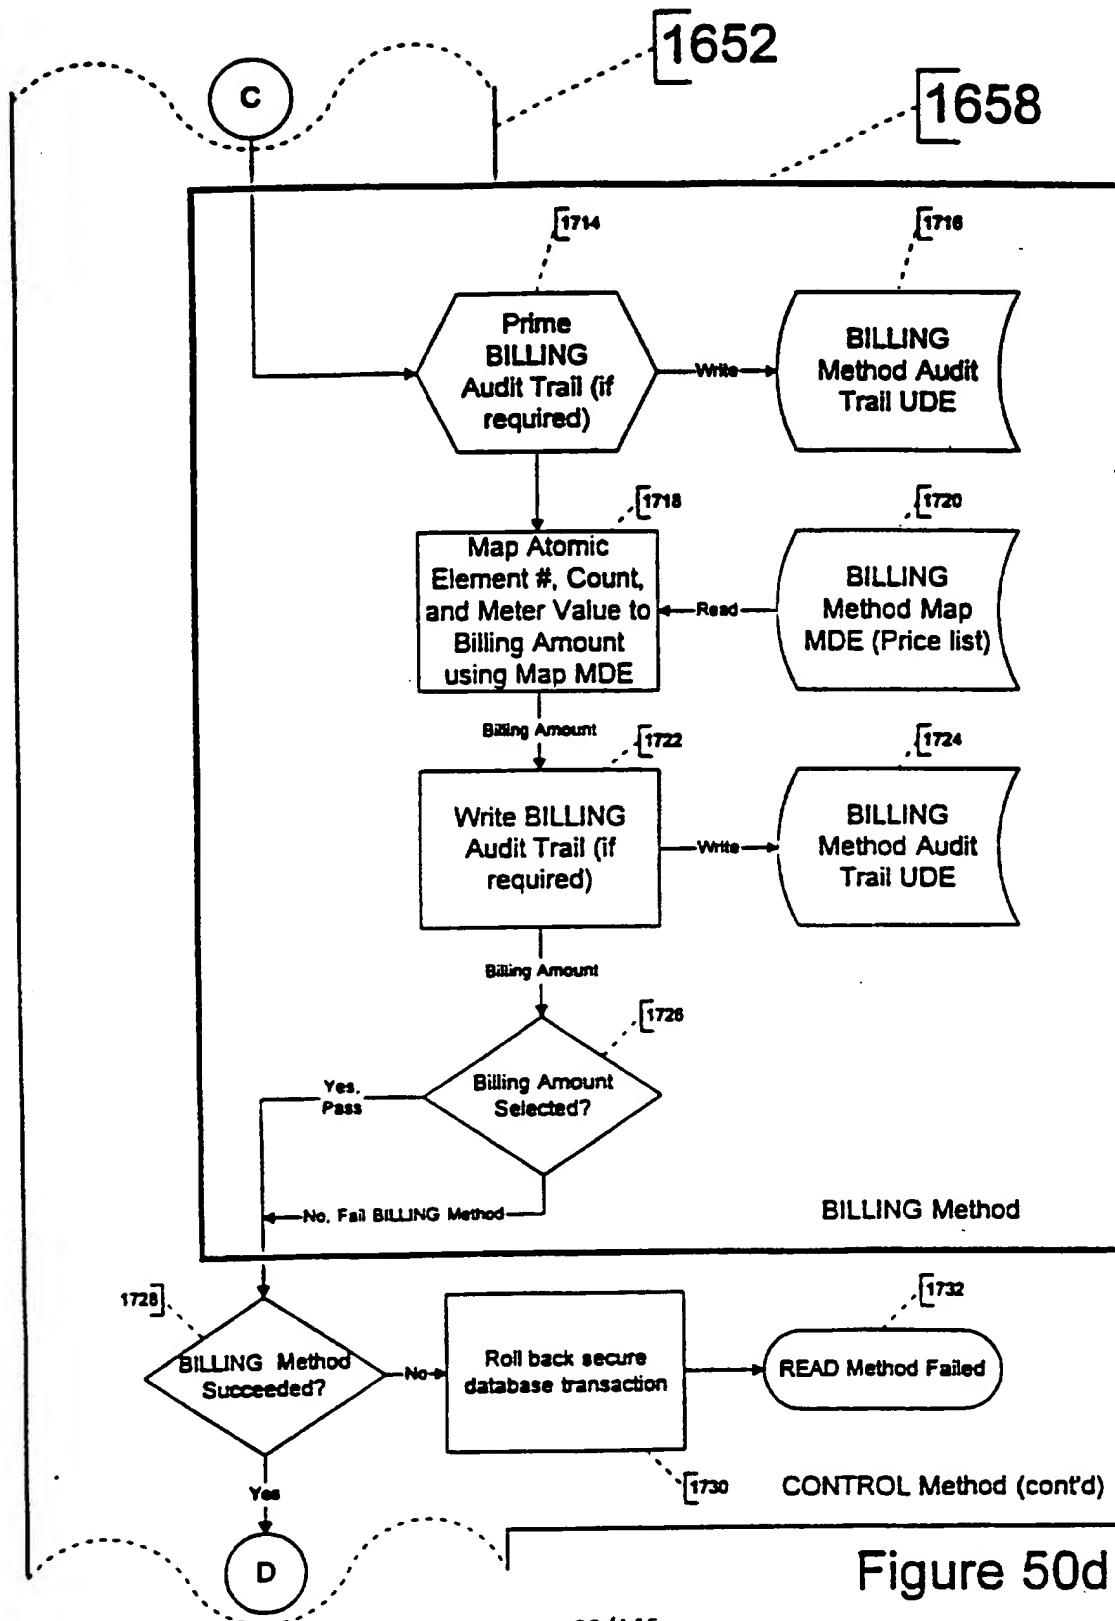 1652
C
1658
1714
1716
Prime
BILLING
Audit Trail (if
required)
Write
BILLING
Method Audit
Trail UDE
1718
1720
Map Atomic
Element #, Count,
and Meter Value to
Billing Amount
using Map MDE
Read
BILLING
Method Map
MDE (Price list)
Billing Amount
1722
1724
Write BILLING
Audit Trail (if
required)
Write
BILLING
Method Audit
Trail UDE
Billing Amount
1726
Billing Amount
Selected?
Yes,
Pass
No, Fail BILLING Method
BILLING Method
1728
1732
BILLING Method
Succeeded?
No
Roll back secure
database transaction
READ Method Failed
1730
CONTROL Method (cont'd)
Yes
D
Figure 50d